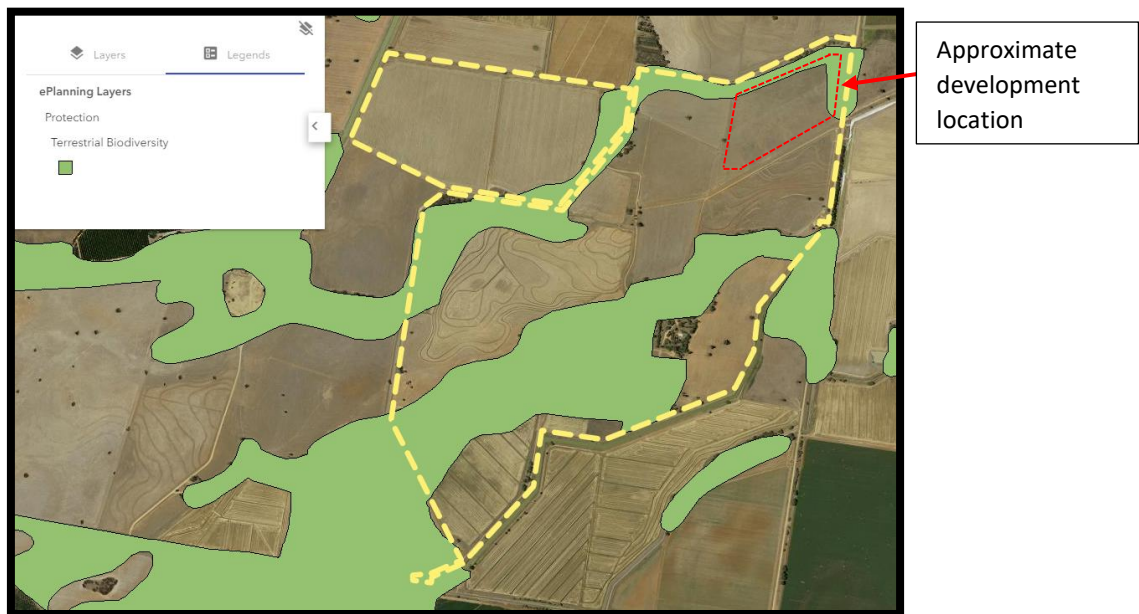 Layers
Legends
ePlanning Layers
Protection
Terrestrial Biodiversity
Approximate
development
location